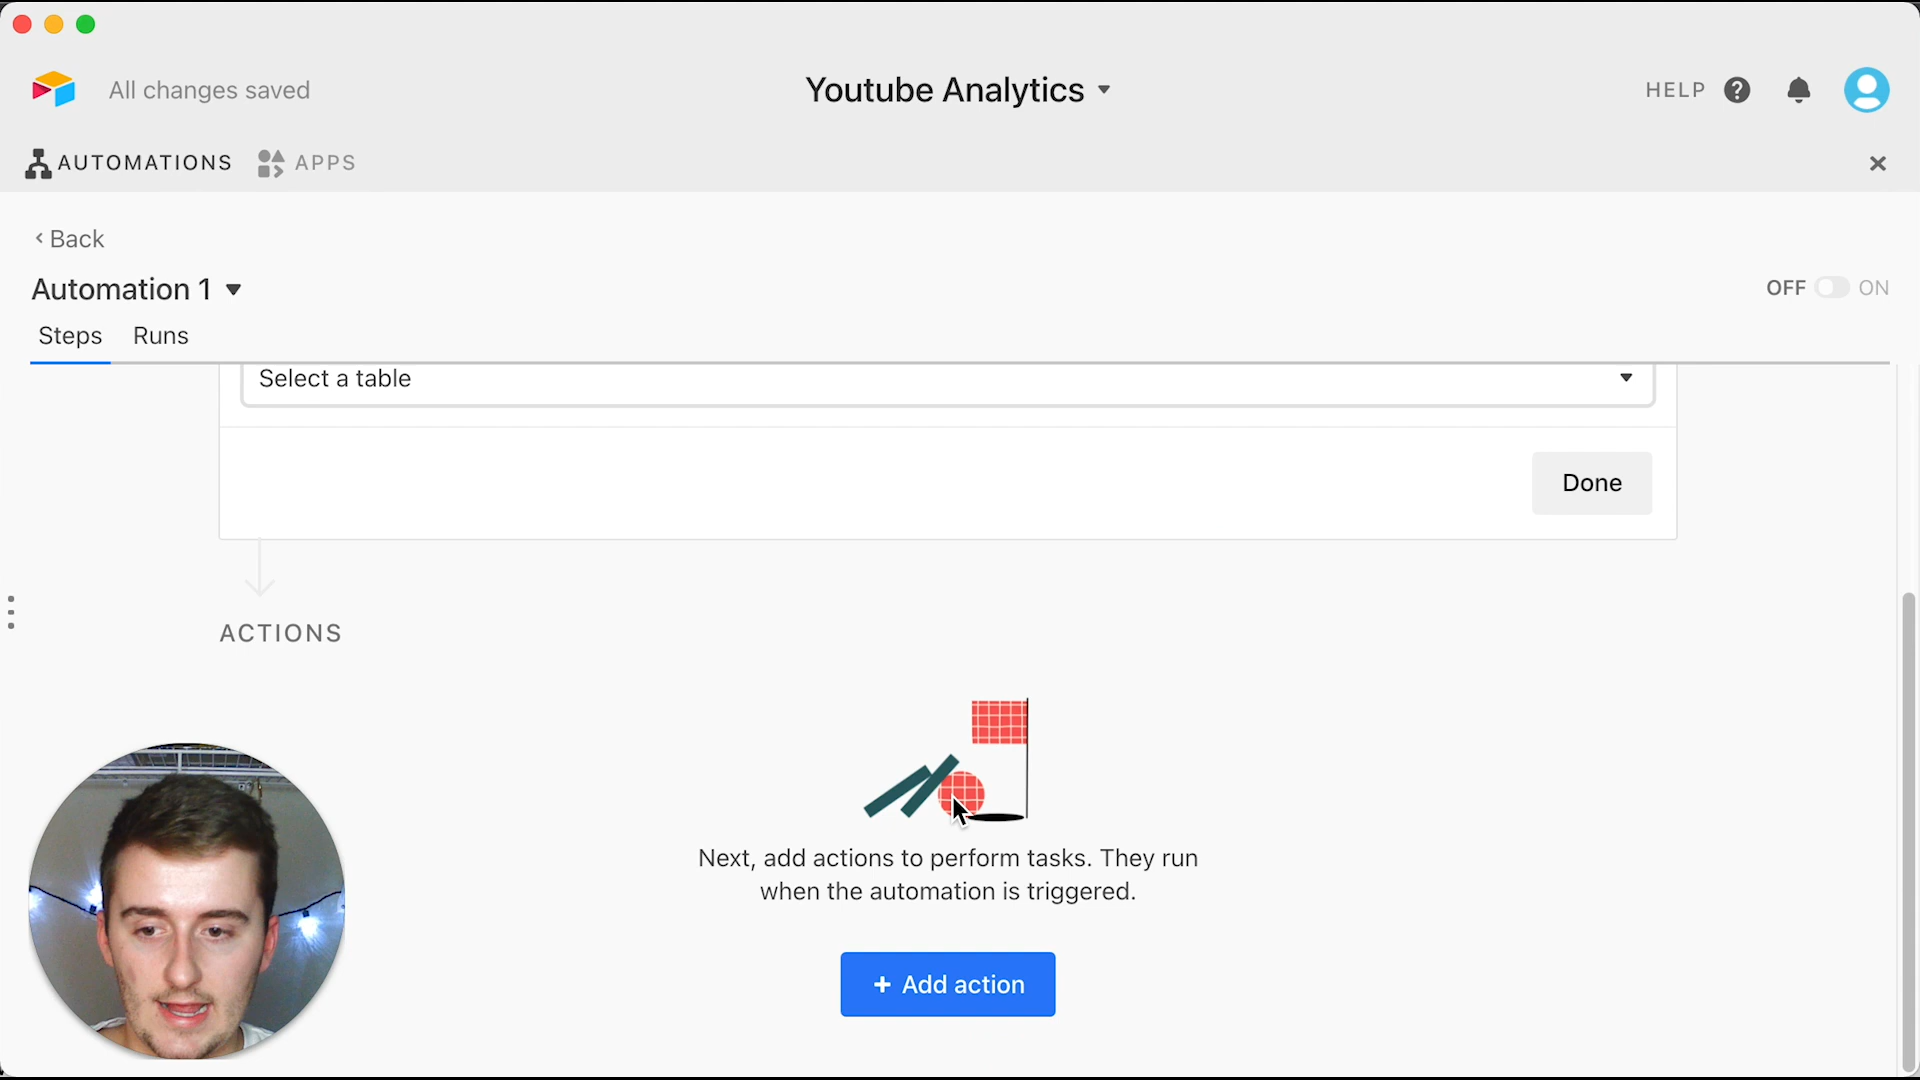 All changes saved
Youtube Analytics
HELP
AUTOMATIONS
APPS
Back
Automation 1
OFF
ON
Steps
Runs
Select a table
Done
ACTIONS
Next, add actions to perform tasks. They run
when the automation is triggered.
+ Add action